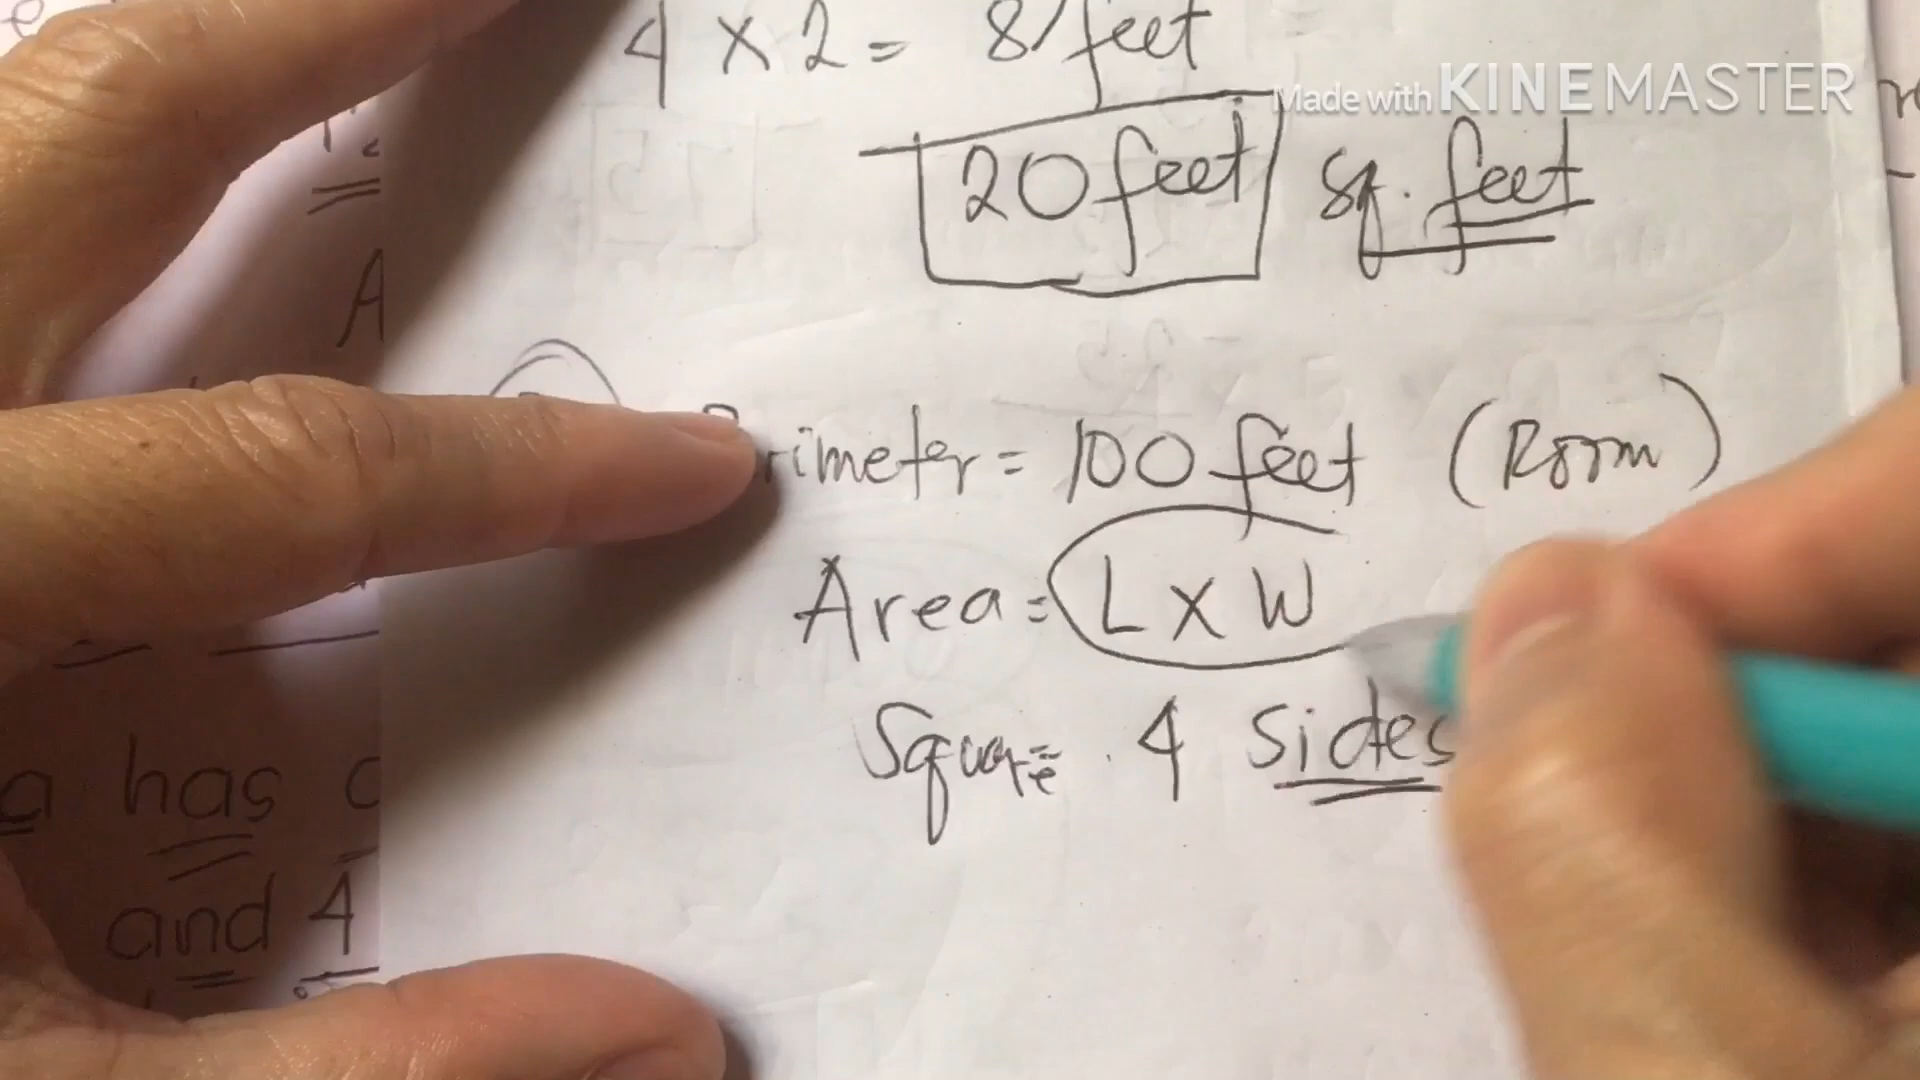 4 x 2 = 8 feet
Made with KINEMASTER
20 feet sq. feet
A
Perimeter = 100 feet (Room)
Area = L x W
Square = 4 sides
a has
and 4